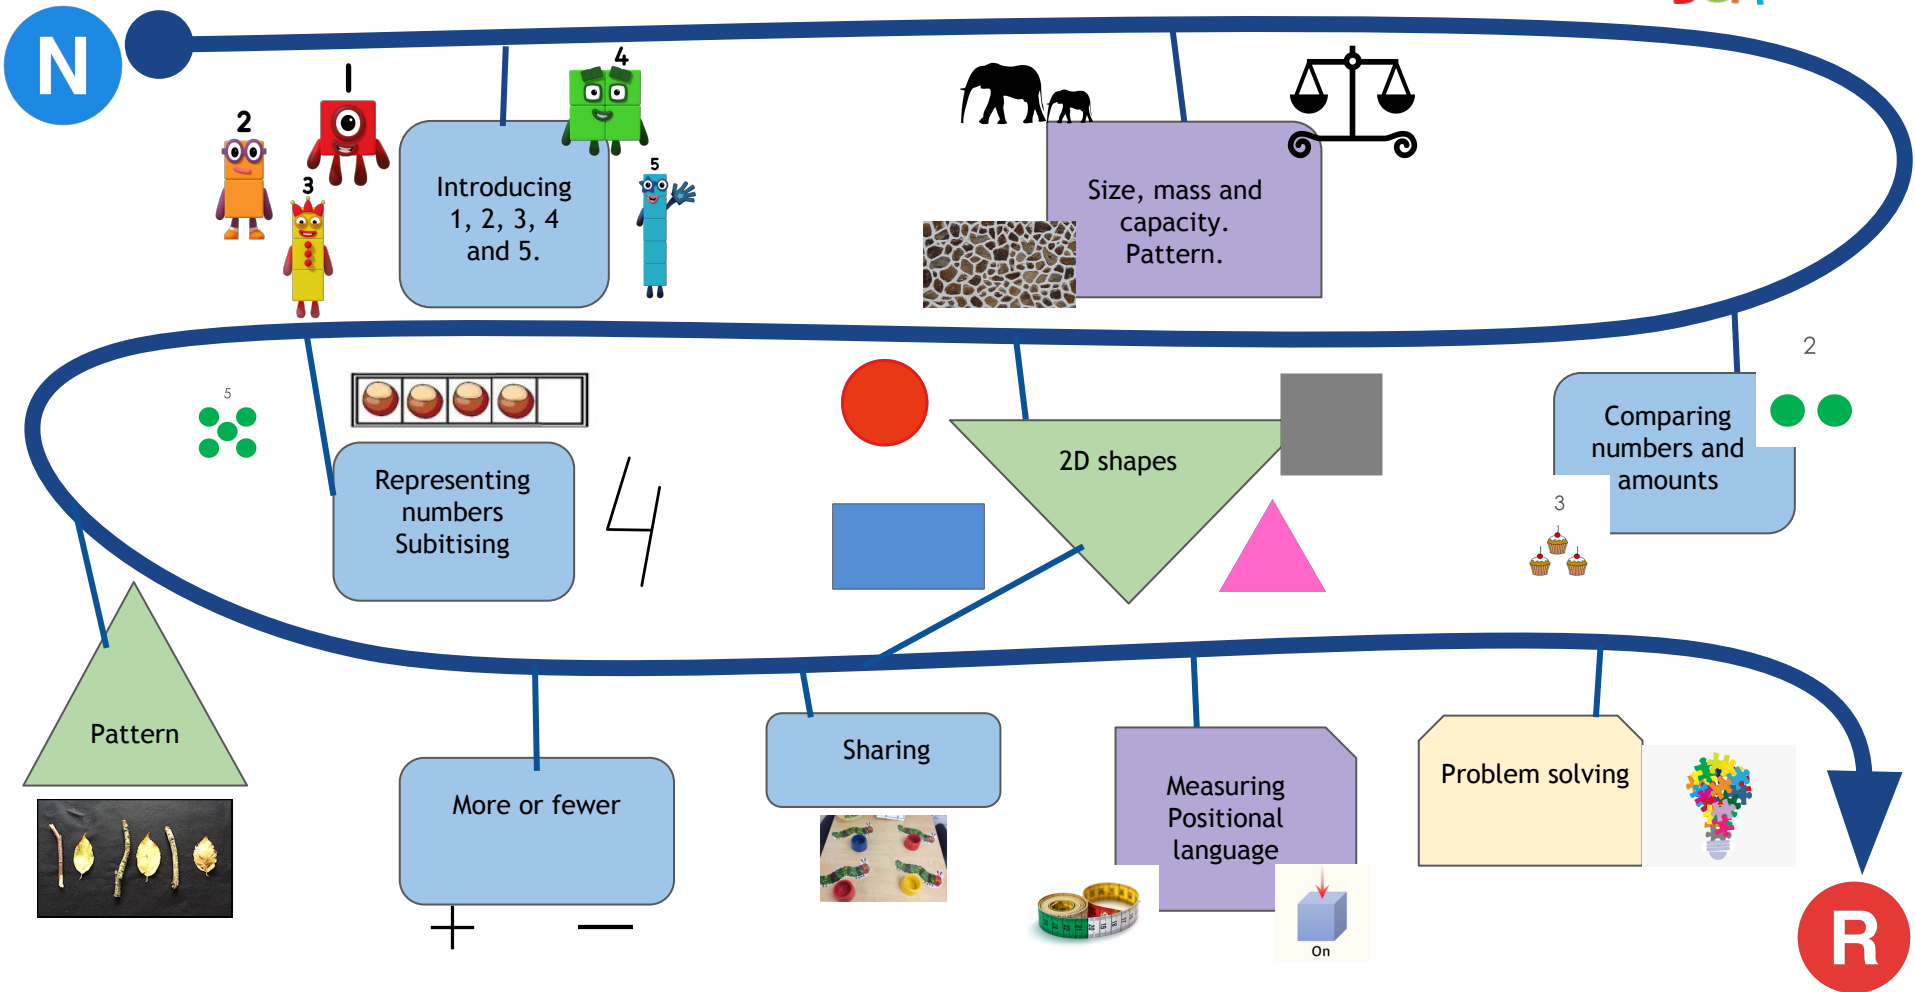 N
1
2
3
4
5
Introducing
1, 2, 3, 4
and 5.
Size, mass and
capacity.
Pattern.
2
Comparing
numbers and
amounts
3
2D shapes
5
Representing
numbers
Subitising
4
Pattern
More or fewer
+ −
Sharing
Measuring
Positional
language
On
Problem solving
R